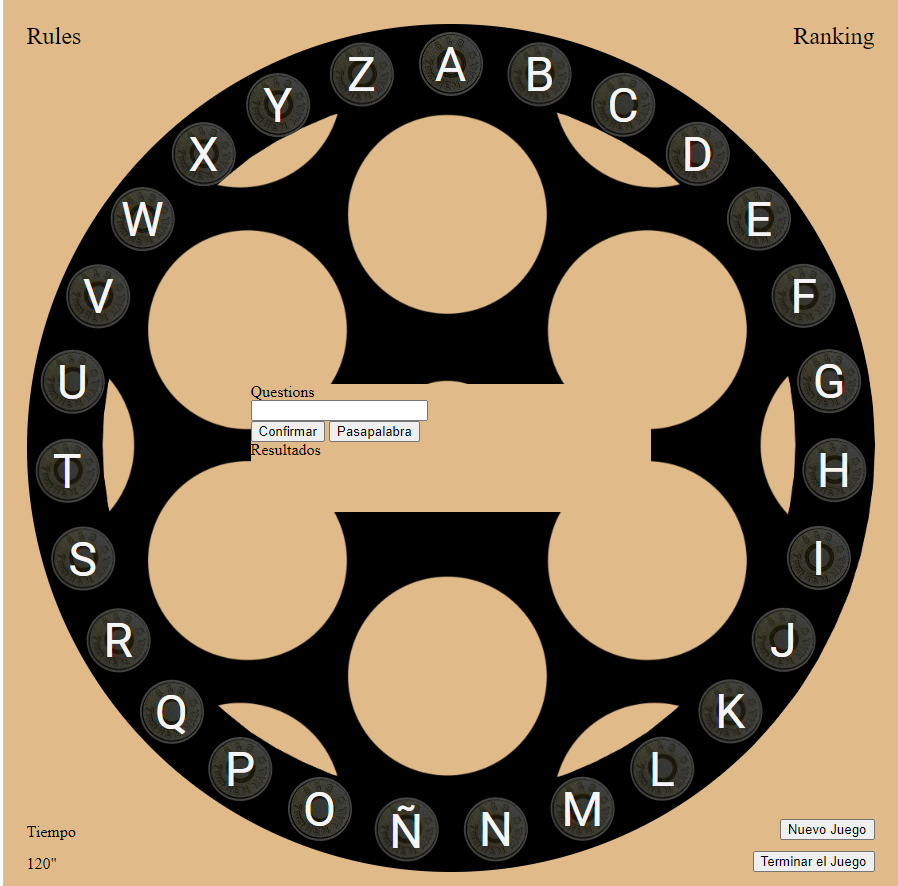 Rules
Ranking
A
B
C
D
E
F
G
H
I
J
K
L
M
N
Ñ
O
P
Q
R
S
T
U
V
W
X
Y
Z
Questions
Confirmar Pasapalabra
Resultados
Tiempo
120"
Nuevo Juego
Terminar el Juego